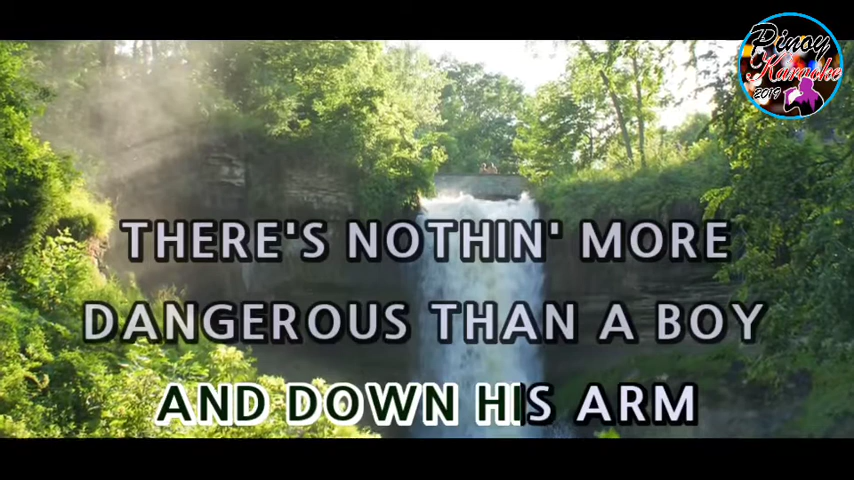 Pinoy
Karaoke
2019
THERE'S NOTHIN' MORE
DANGEROUS THAN A BOY
AND DOWN HIS ARM